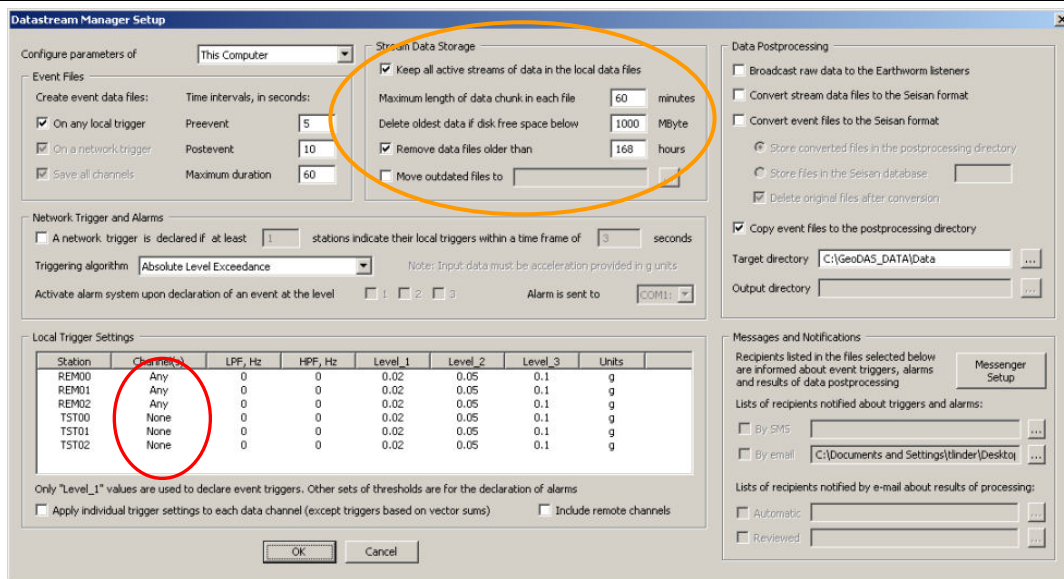 Datastream Manager Setup
Configure parameters of This Computer
Event Files
Create event data files: Time intervals, in seconds:
On any local trigger Preevent 5
On a network trigger Postevent 10
Save all channels Maximum duration 60
Stream Data Storage
Keep all active streams of data in the local data files
Maximum length of data chunk in each file 60 minutes
Delete oldest data if disk free space below 1000 MByte
Remove data files older than 168 hours
Move outdated files to ...
Data Postprocessing
Broadcast raw data to the Earthworm listeners
Convert stream data files to the Seisan format
Convert event files to the Seisan format
Store converted files in the postprocessing directory
Store files in the Seisan database
Delete original files after conversion
Copy event files to the postprocessing directory
Target directory C:\GeoDAS_DATA\Data ...
Output directory ...
Network Trigger and Alarms
A network trigger is declared if at least 1 stations indicate their local triggers within a time frame of 3 seconds
Triggering algorithm Absolute Level Exceedance Note: Input data must be acceleration provided in g units
Activate alarm system upon declaration of an event at the level 1 2 3 Alarm is sent to COM1:
Local Trigger Settings
Station Channel(s) LPF, Hz HPF, Hz Level_1 Level_2 Level_3 Units
REM00 Any 0 0 0.02 0.05 0.1 g
REM01 Any 0 0 0.02 0.05 0.1 g
REM02 Any 0 0 0.02 0.05 0.1 g
TST00 None 0 0 0.02 0.05 0.1 g
TST01 None 0 0 0.02 0.05 0.1 g
TST02 None 0 0 0.02 0.05 0.1 g
Only "Level_1" values are used to declare event triggers. Other sets of thresholds are for the declaration of alarms
Apply individual trigger settings to each data channel (except triggers based on vector sums) Include remote channels
Messages and Notifications
Recipients listed in the files selected below
are informed about event triggers, alarms
and results of data postprocessing
Messenger
Setup
Lists of recipients notified about triggers and alarms:
By SMS ...
By email C:\Documents and Settings\tlinder\Desktop ...
Lists of recipients notified by e-mail about results of processing:
Automatic ...
Reviewed ...
OK Cancel